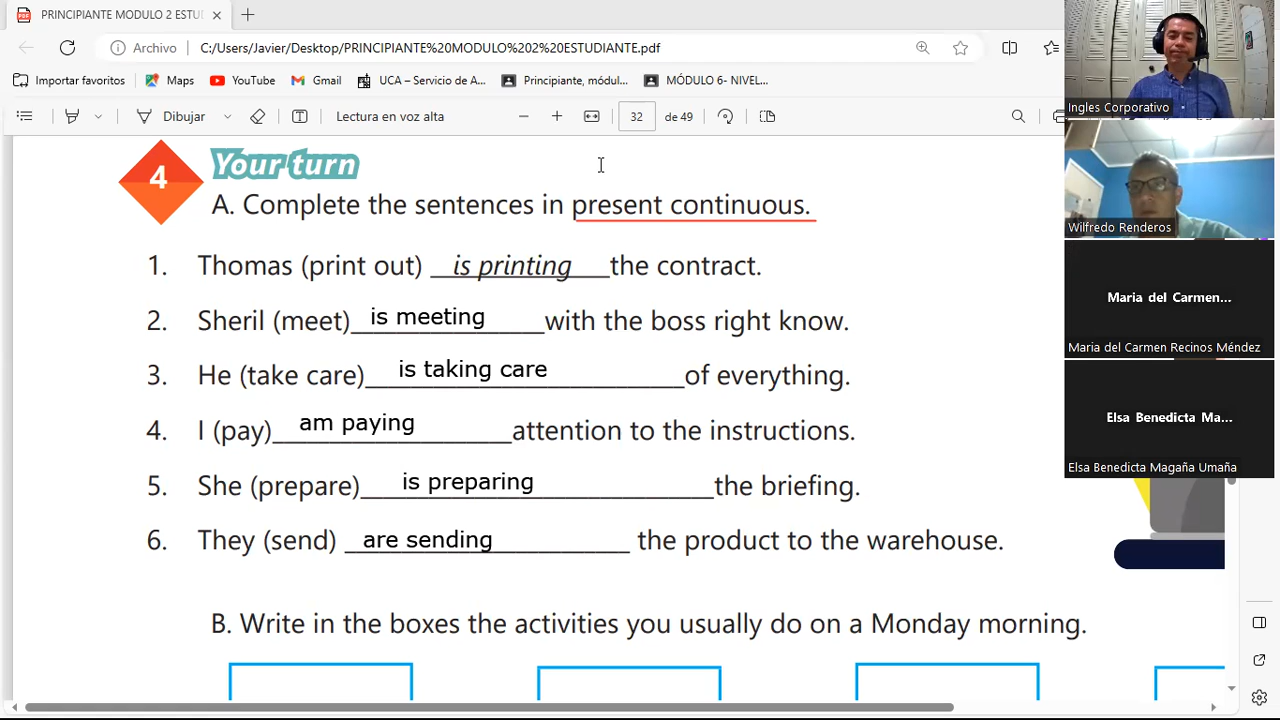 PRINCIPIANTE MODULO 2 ESTU
Archivo
C:/Users/Javier/Desktop/PRINCIPIANTE%20MODULO%202%20ESTUDIANTE.pdf
Importar favoritos
Maps
YouTube
Gmail
UCA – Servicio de A...
Principiante, módul...
MÓDULO 6- NIVEL...
Dibujar
Lectura en voz alta
32
de 49
4
Your turn
A. Complete the sentences in present continuous.
1. Thomas (print out) is printing the contract.
2. Sheril (meet) is meeting with the boss right know.
3. He (take care) is taking care of everything.
4. I (pay) am paying attention to the instructions.
5. She (prepare) is preparing the briefing.
6. They (send) are sending the product to the warehouse.
B. Write in the boxes the activities you usually do on a Monday morning.
Ingles Corporativo
Wilfredo Renderos
Maria del Carmen...
Maria del Carmen Recinos Méndez
Elsa Benedicta Ma...
Elsa Benedicta Magaña Umaña